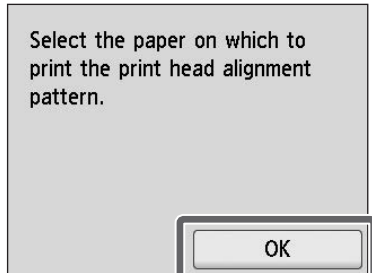 Select the paper on which to
print the print head alignment
pattern.
OK